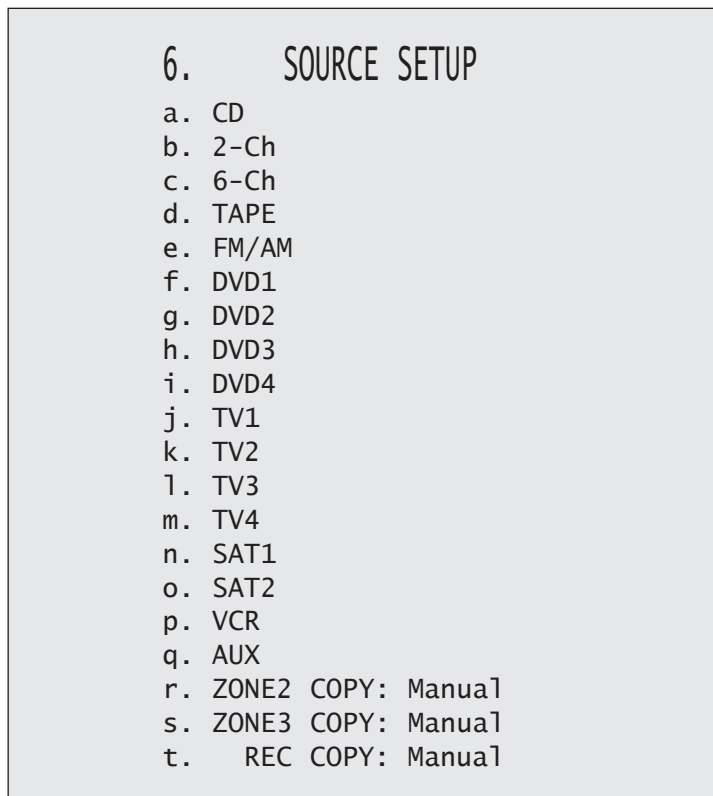 6. SOURCE SETUP
a. CD
b. 2-Ch
c. 6-Ch
d. TAPE
e. FM/AM
f. DVD1
g. DVD2
h. DVD3
i. DVD4
j. TV1
k. TV2
l. TV3
m. TV4
n. SAT1
o. SAT2
p. VCR
q. AUX
r. ZONE2 COPY: Manual
s. ZONE3 COPY: Manual
t. REC COPY: Manual